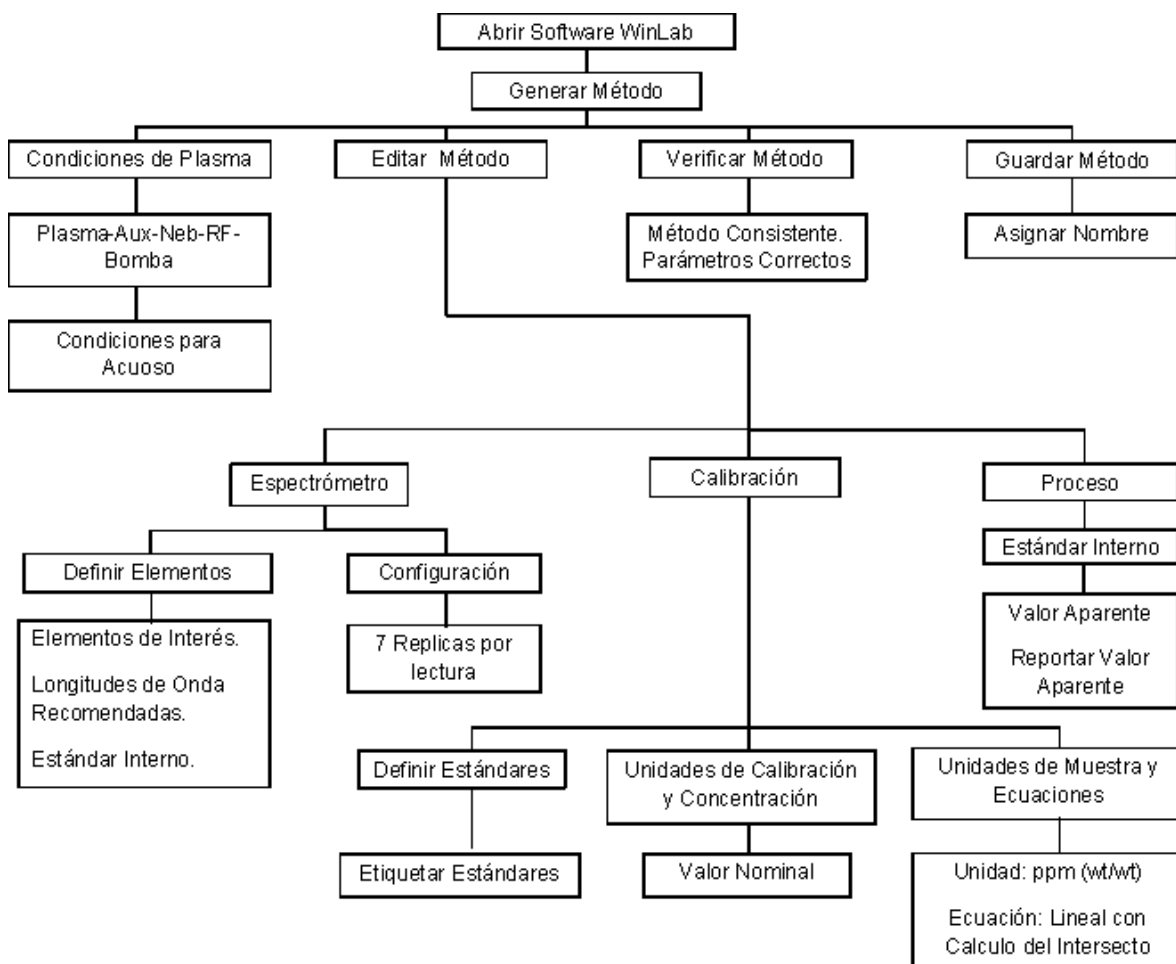 Abrir Software WinLab
Generar Método
Condiciones de Plasma
Editar Método
Verificar Método
Guardar Método
Plasma-Aux-Neb-RF-
Bomba
Método Consistente.
Parámetros Correctos
Asignar Nombre
Condiciones para
Acuoso
Espectrómetro
Calibración
Proceso
Definir Elementos
Configuración
Estándar Interno
Elementos de Interés.
Longitudes de Onda
Recomendadas.
Estándar Interno.
7 Replicas por
lectura
Valor Aparente
Reportar Valor
Aparente
Definir Estándares
Unidades de Calibración
y Concentración
Unidades de Muestra y
Ecuaciones
Etiquetar Estándares
Valor Nominal
Unidad: ppm (wt/wt)
Ecuación: Lineal con
Calculo del Intersecto